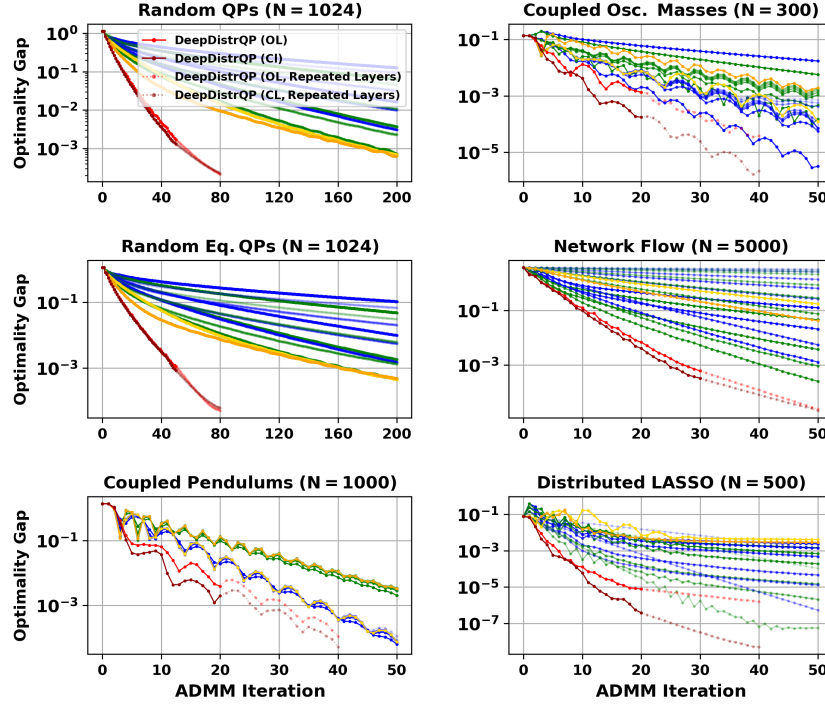 Random QPs (N = 1024)
Optimality Gap
10⁰
10⁻¹
10⁻²
10⁻³
0 40 80 120 160 200
DeepDistrQP (OL)
DeepDistrQP (Cl)
DeepDistrQP (OL, Repeated Layers)
DeepDistrQP (CL, Repeated Layers)
Coupled Osc. Masses (N = 300)
10⁻¹
10⁻³
10⁻⁵
0 10 20 30 40 50
Random Eq. QPs (N = 1024)
Optimality Gap
10⁻¹
10⁻³
0 40 80 120 160 200
Network Flow (N = 5000)
10⁻¹
10⁻³
0 10 20 30 40 50
Coupled Pendulums (N = 1000)
Optimality Gap
10⁻¹
10⁻³
0 10 20 30 40 50
ADMM Iteration
Distributed LASSO (N = 500)
10⁻¹
10⁻³
10⁻⁵
10⁻⁷
0 10 20 30 40 50
ADMM Iteration